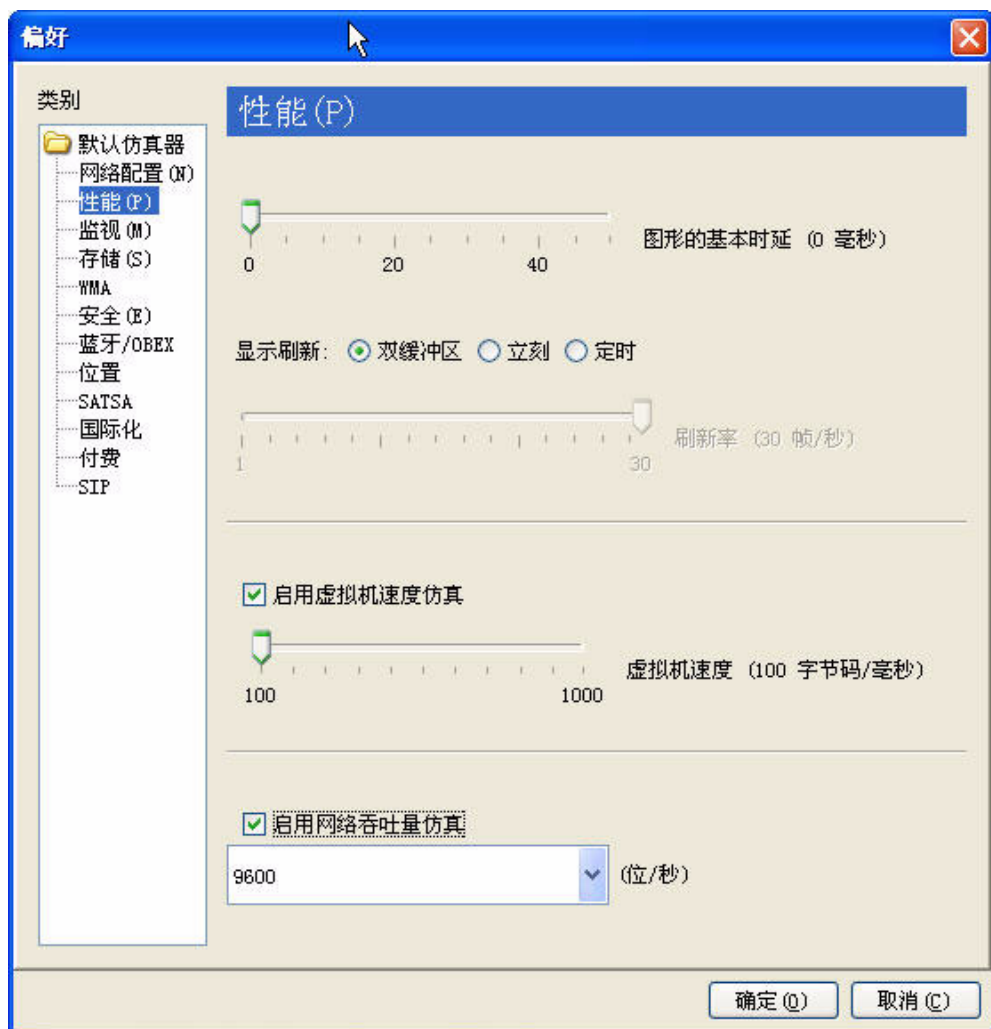 偏好
类别
默认仿真器
网络配置(N)
性能(P)
监视(M)
存储(S)
WMA
安全(E)
蓝牙/OBEX
位置
SATSA
国际化
付费
SIP
性能(P)
0 20 40
图形的基本时延 (0 毫秒)
显示刷新: 双缓冲区 立刻 定时
1 30
刷新率 (30 帧/秒)
启用虚拟机速度仿真
100 1000
虚拟机速度 (100 字节码/毫秒)
启用网络吞吐量仿真
9600 (位/秒)
确定(O) 取消(C)